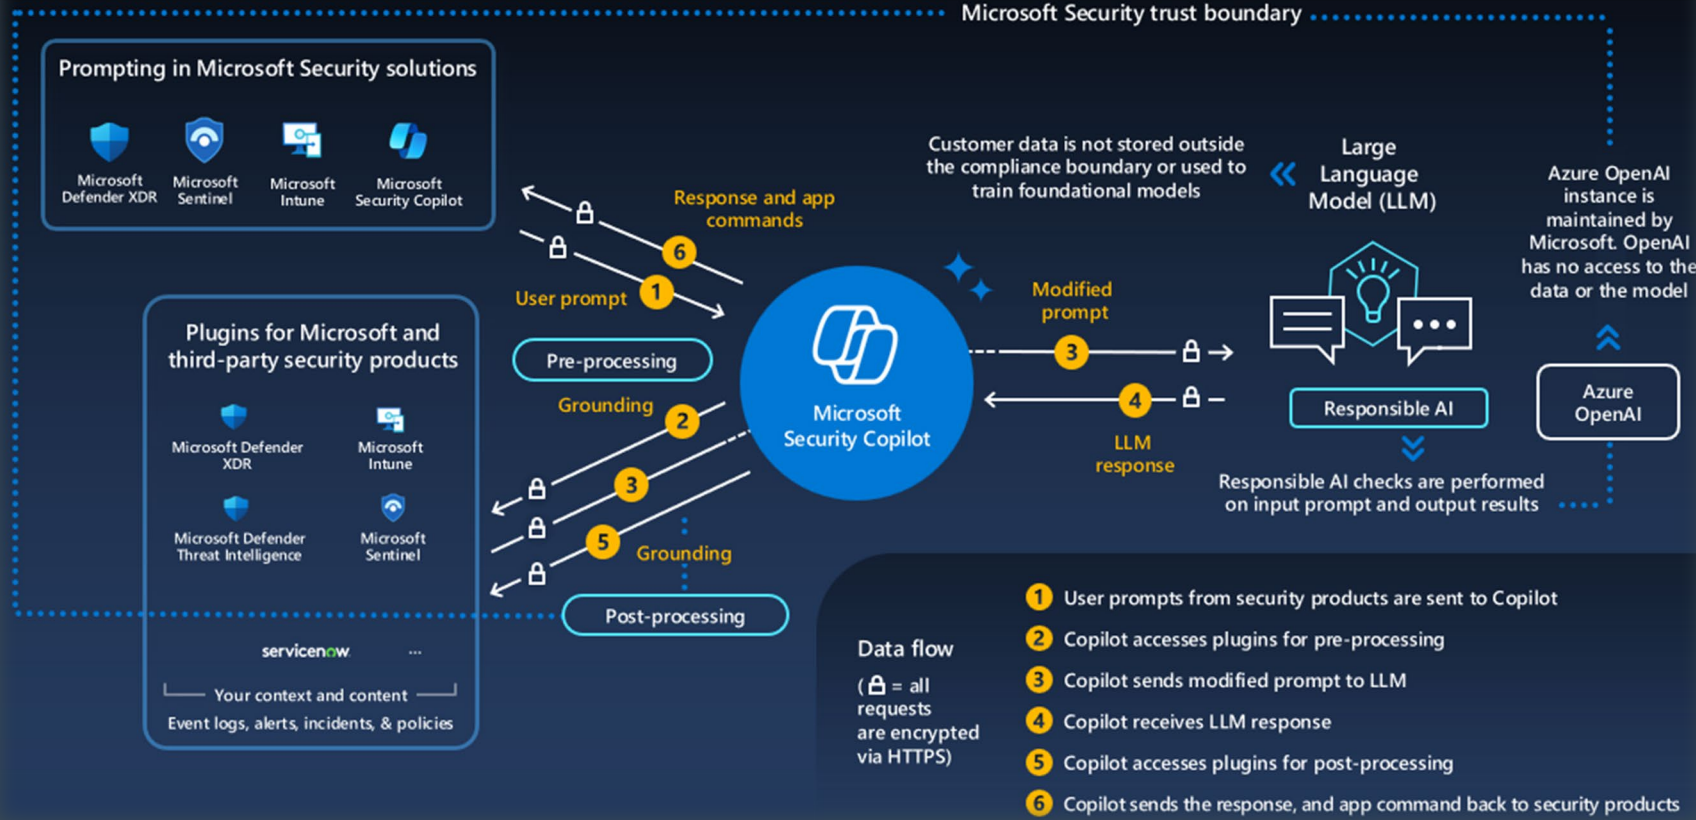 Microsoft Security trust boundary
Prompting in Microsoft Security solutions
Microsoft
Defender XDR
Microsoft
Sentinel
Microsoft
Intune
Microsoft
Security Copilot
Response and app
commands
6
User prompt
1
Customer data is not stored outside
the compliance boundary or used to
train foundational models
Large
Language
Model (LLM)
Azure OpenAI
instance is
maintained by
Microsoft. OpenAI
has no access to the
data or the model
Plugins for Microsoft and
third-party security products
Microsoft Defender
XDR
Microsoft
Intune
Microsoft Defender
Threat Intelligence
Microsoft
Sentinel
servicenow
...
Your context and content
Event logs, alerts, incidents, & policies
Pre-processing
Grounding
2
3
5
Grounding
Post-processing
Microsoft
Security Copilot
Modified
prompt
3
4
LLM
response
Responsible AI
Responsible AI checks are performed
on input prompt and output results
Azure
OpenAI
Data flow
( = all
requests
are encrypted
via HTTPS)
1 User prompts from security products are sent to Copilot
2 Copilot accesses plugins for pre-processing
3 Copilot sends modified prompt to LLM
4 Copilot receives LLM response
5 Copilot accesses plugins for post-processing
6 Copilot sends the response, and app command back to security products